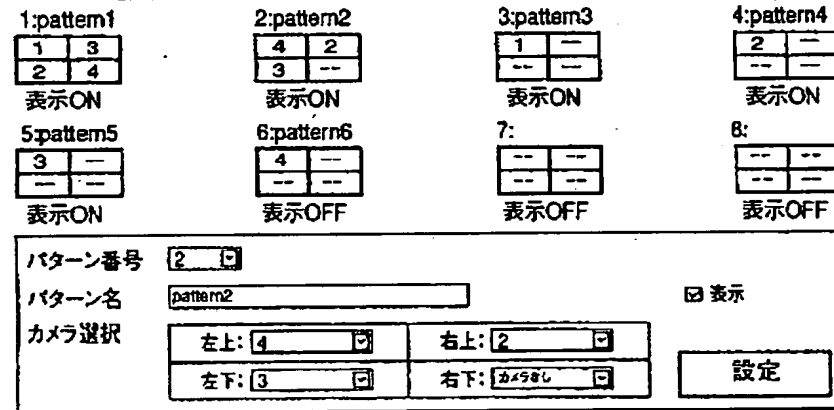 1:pattern1 2:pattern2 3:pattern3 4:pattern4
1 3 4 2 1 — 2 —
2 4 3 -- -- — -- —
表示ON 表示ON 表示ON 表示ON
5:pattern5 6:pattern6 7: 8:
3 — 4 — -- -- -- --
— — -- -- -- -- -- --
表示ON 表示OFF 表示OFF 表示OFF
パターン番号 2
パターン名 pattern2 表示
カメラ選択 左上: 4 右上: 2
左下: 3 右下: カメラなし 設定